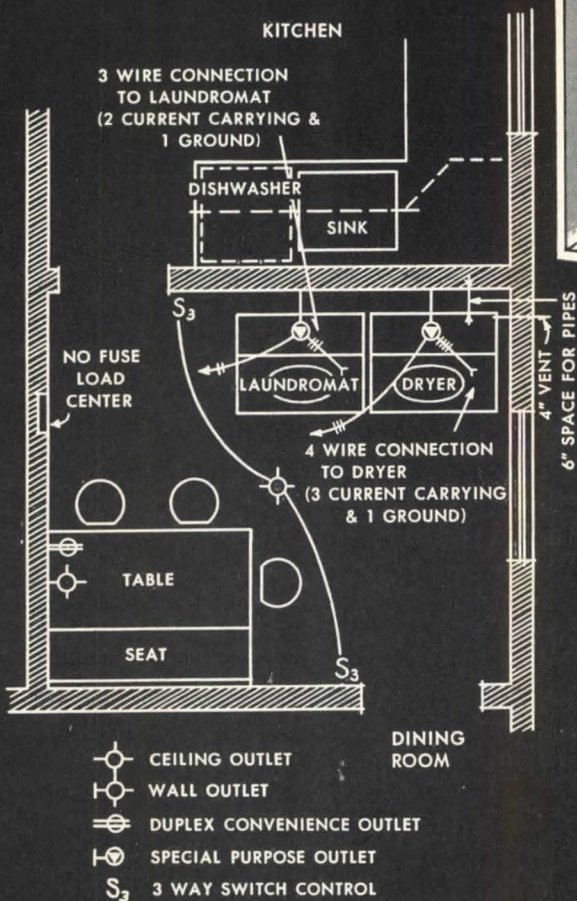 KITCHEN
3 WIRE CONNECTION
TO LAUNDROMAT
(2 CURRENT CARRYING &
1 GROUND)
DISHWASHER
SINK
S3
NO FUSE
LOAD
CENTER
LAUNDROMAT
DRYER
4" VENT
6" SPACE FOR PIPES
4 WIRE CONNECTION
TO DRYER
(3 CURRENT CARRYING
& 1 GROUND)
TABLE
SEAT
S3
DINING
ROOM
CEILING OUTLET
WALL OUTLET
DUPLEX CONVENIENCE OUTLET
SPECIAL PURPOSE OUTLET
S3 3 WAY SWITCH CONTROL